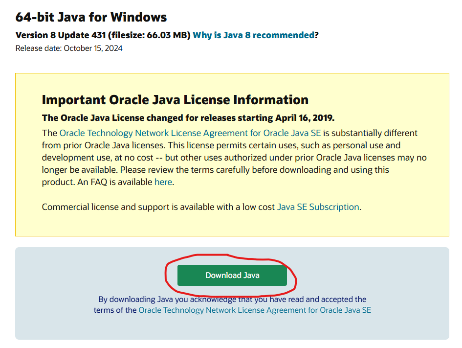 64-bit Java for Windows
Version 8 Update 431 (filesize: 66.03 MB) Why is Java 8 recommended?
Release date: October 15, 2024
Important Oracle Java License Information
The Oracle Java License changed for releases starting April 16, 2019.
The Oracle Technology Network License Agreement for Oracle Java SE is substantially different
from prior Oracle Java licenses. This license permits certain uses, such as personal use and
development use, at no cost -- but other uses authorized under prior Oracle Java licenses may no
longer be available. Please review the terms carefully before downloading and using this
product. An FAQ is available here.
Commercial license and support is available with a low cost Java SE Subscription.
Download Java
By downloading Java you acknowledge that you have read and accepted the
terms of the Oracle Technology Network License Agreement for Oracle Java SE